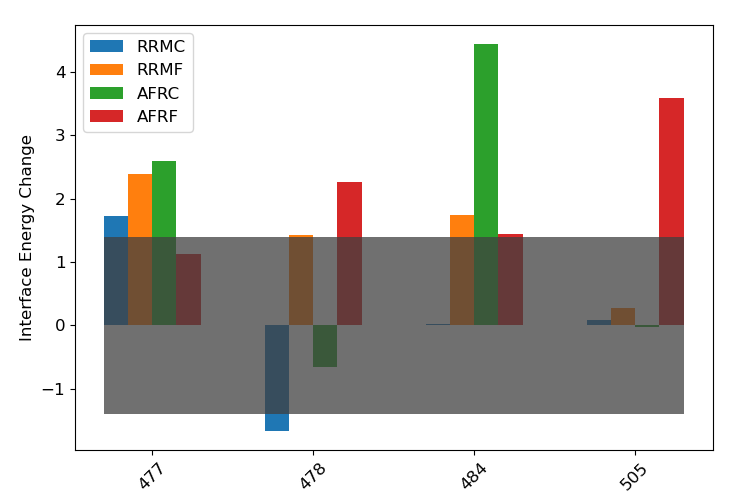 RRMC
RRMF
AFRC
AFRF
Interface Energy Change
4
3
2
1
0
−1
477
478
484
505